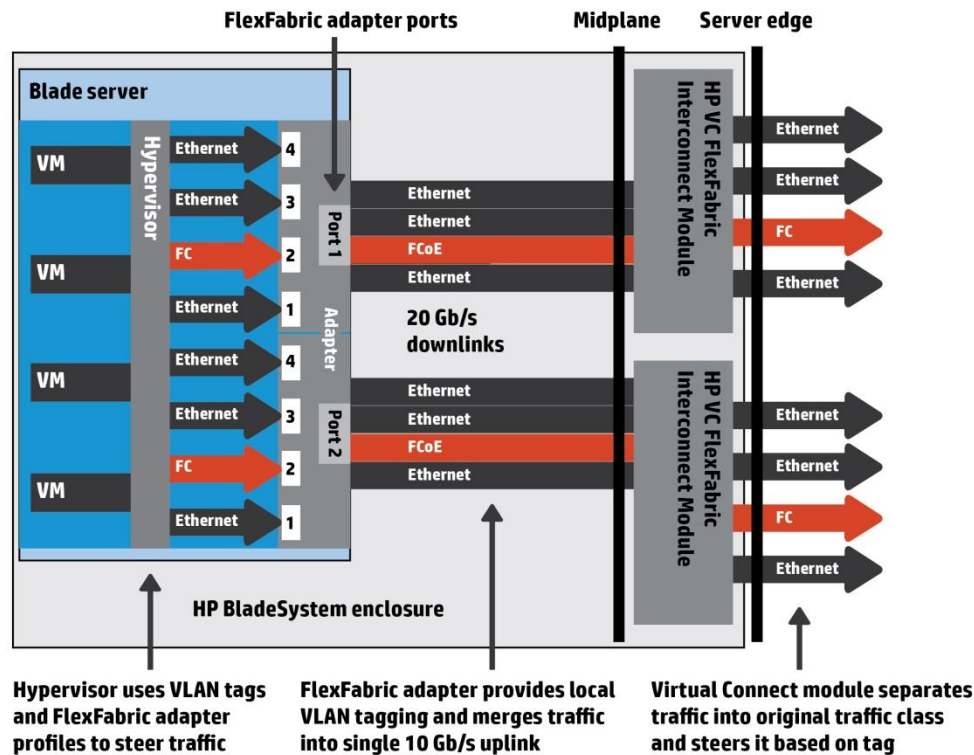 FlexFabric adapter ports
Midplane
Server edge
Blade server
VM
VM
VM
VM
Hypervisor
Ethernet
Ethernet
FC
Ethernet
Ethernet
Ethernet
FC
Ethernet
4
3
2
1
4
3
2
1
Port 1
Adapter
Port 2
Ethernet
Ethernet
FCoE
Ethernet
20 Gb/s
downlinks
Ethernet
Ethernet
FCoE
Ethernet
HP VC FlexFabric
Interconnect Module
HP VC FlexFabric
Interconnect Module
Ethernet
Ethernet
FC
Ethernet
Ethernet
Ethernet
FC
Ethernet
HP BladeSystem enclosure
Hypervisor uses VLAN tags
and FlexFabric adapter
profiles to steer traffic
FlexFabric adapter provides local
VLAN tagging and merges traffic
into single 10 Gb/s uplink
Virtual Connect module separates
traffic into original traffic class
and steers it based on tag